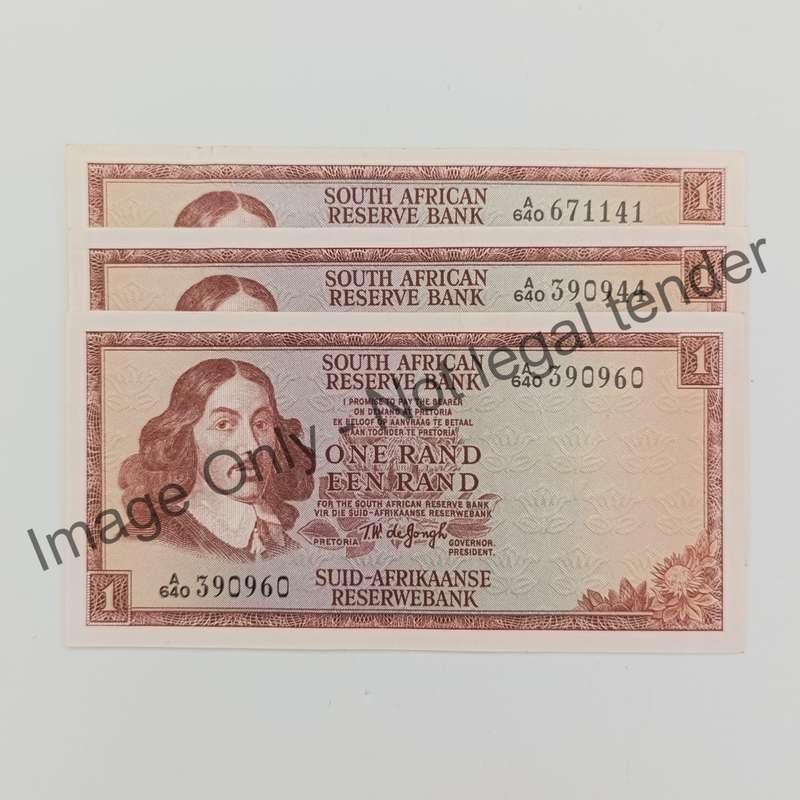 SOUTH AFRICAN
RESERVE BANK
A/640 671141
1
SOUTH AFRICAN
RESERVE BANK
A/640 390944
SOUTH AFRICAN
RESERVE BANK
A/640 390960
1
I PROMISE TO PAY THE BEARER
ON DEMAND AT PRETORIA
EK BELOOF OP AANVRAAG TE BETAAL
AAN TOONDER TE PRETORIA
ONE RAND
EEN RAND
FOR THE SOUTH AFRICAN RESERVE BANK
VIR DIE SUID-AFRIKAANSE RESERWEBANK
T.W. de Jongh
PRETORIA
GOVERNOR.
PRESIDENT.
1
A/640 390960
SUID-AFRIKAANSE
RESERWEBANK
Image Only - Not legal tender